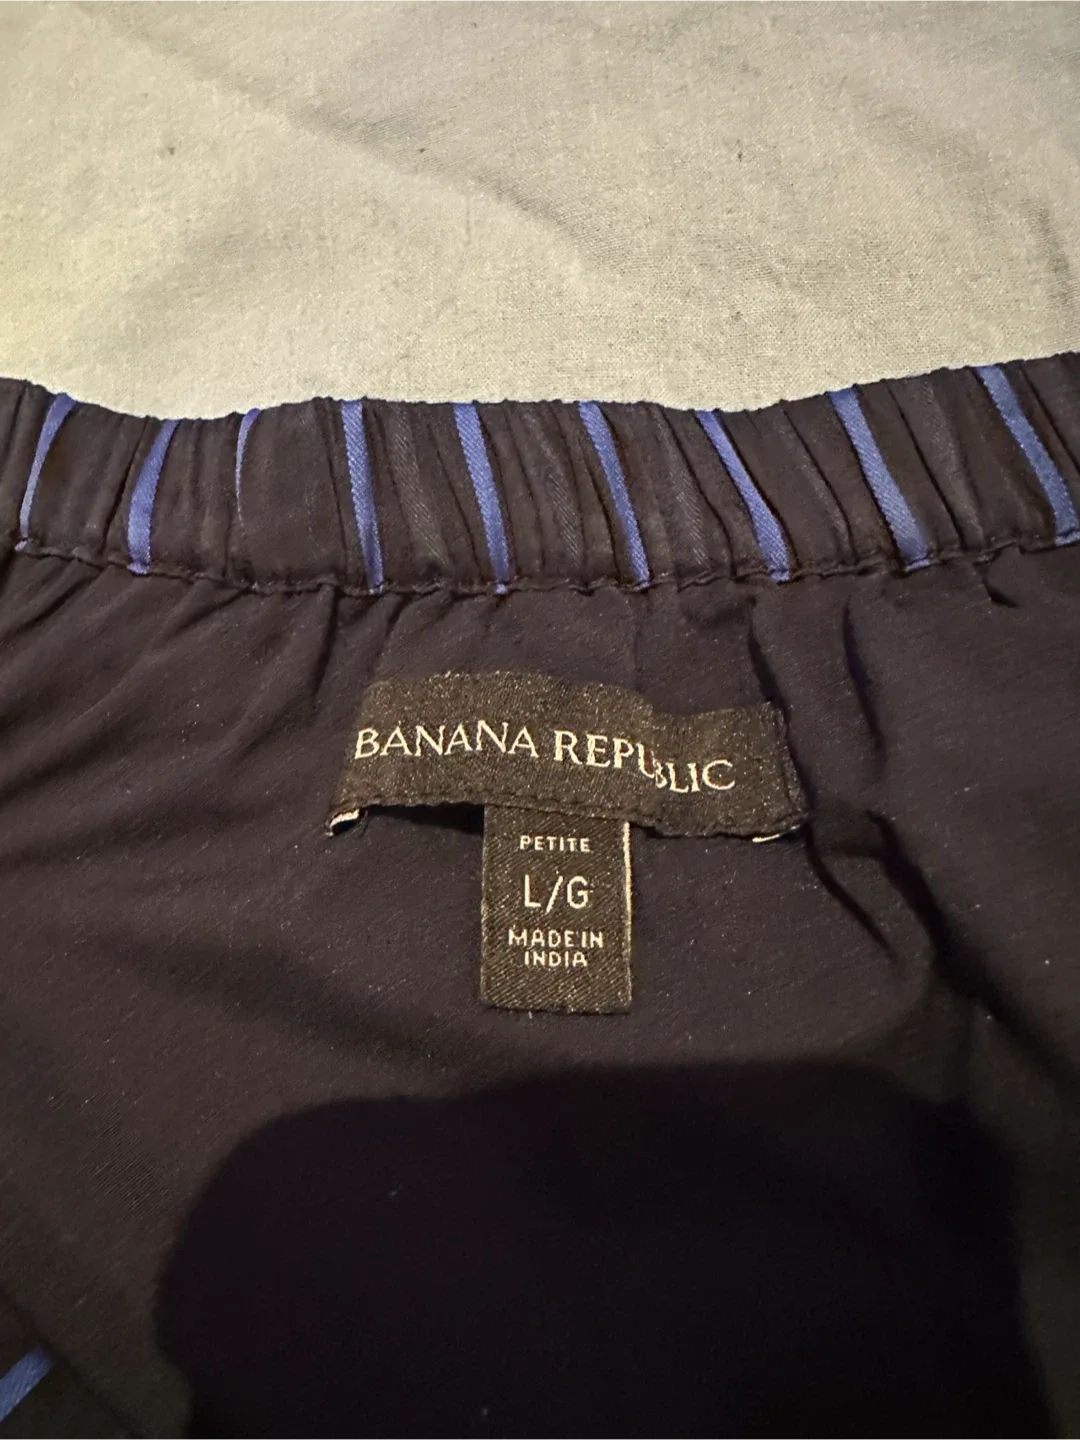 BANANA REPUBLIC
PETITE
L/G
MADE IN
INDIA